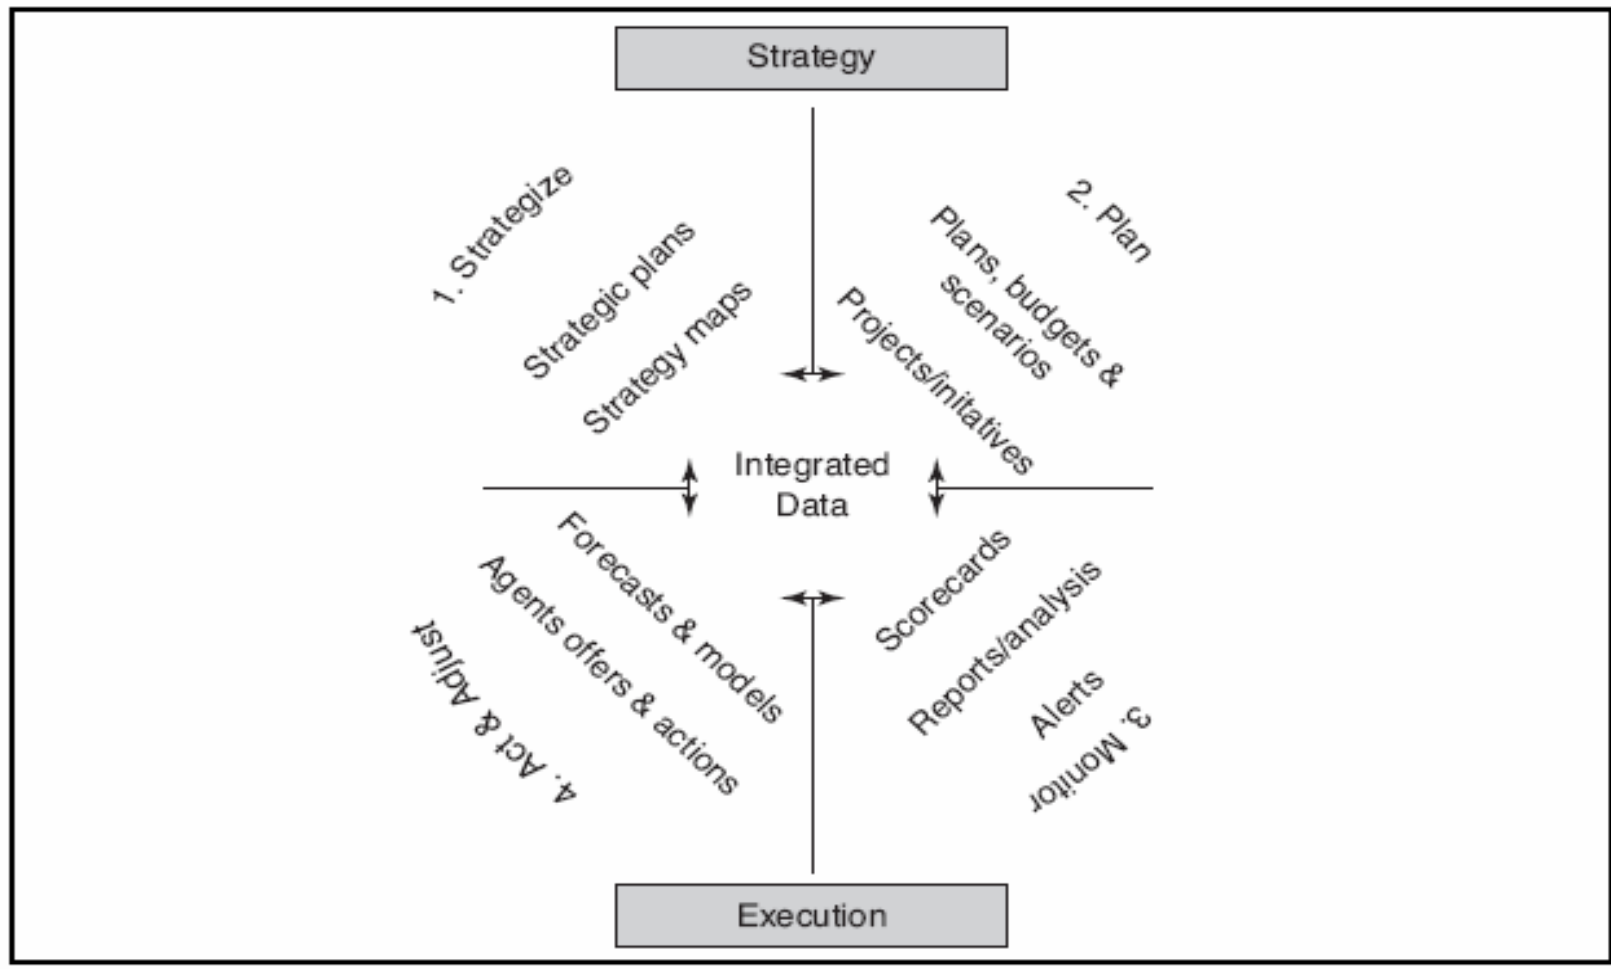 Strategy
1. Strategize
Strategic plans
Strategy maps
2. Plan
Plans, budgets &
scenarios
Projects/initatives
Integrated
Data
Scorecards
Reports/analysis
Alerts
3. Monitor
Forecasts & models
Agents offers & actions
4. Act & Adjust
Execution